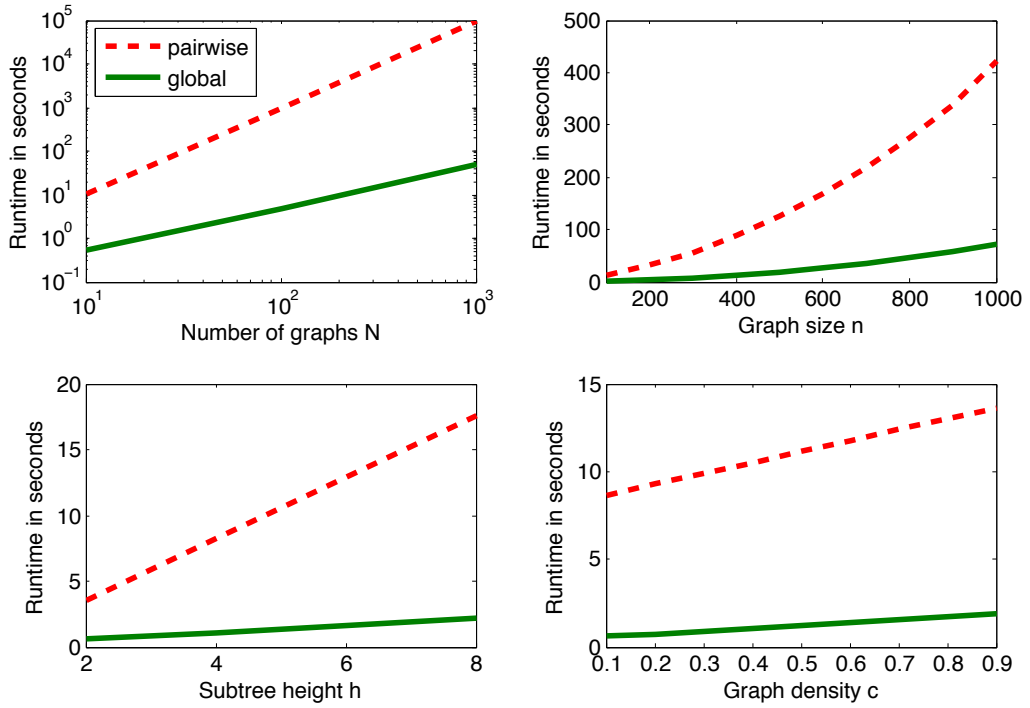 10^5
10^4
10^3
10^2
10^1
10^0
10^-1
Runtime in seconds
pairwise
global
10^1 10^2 10^3
Number of graphs N
500
400
300
200
100
0
Runtime in seconds
200 400 600 800 1000
Graph size n
20
15
10
5
0
Runtime in seconds
2 4 6 8
Subtree height h
15
10
5
0
Runtime in seconds
0.1 0.2 0.3 0.4 0.5 0.6 0.7 0.8 0.9
Graph density c